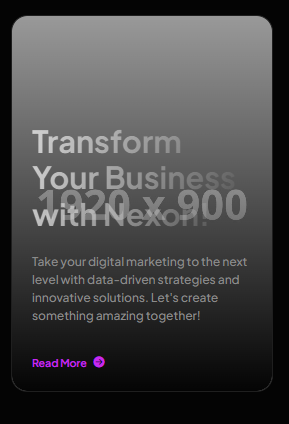 Transform
Your Business
1920 x 900
with Nexon!
Take your digital marketing to the next
level with data-driven strategies and
innovative solutions. Let's create
something amazing together!
Read More